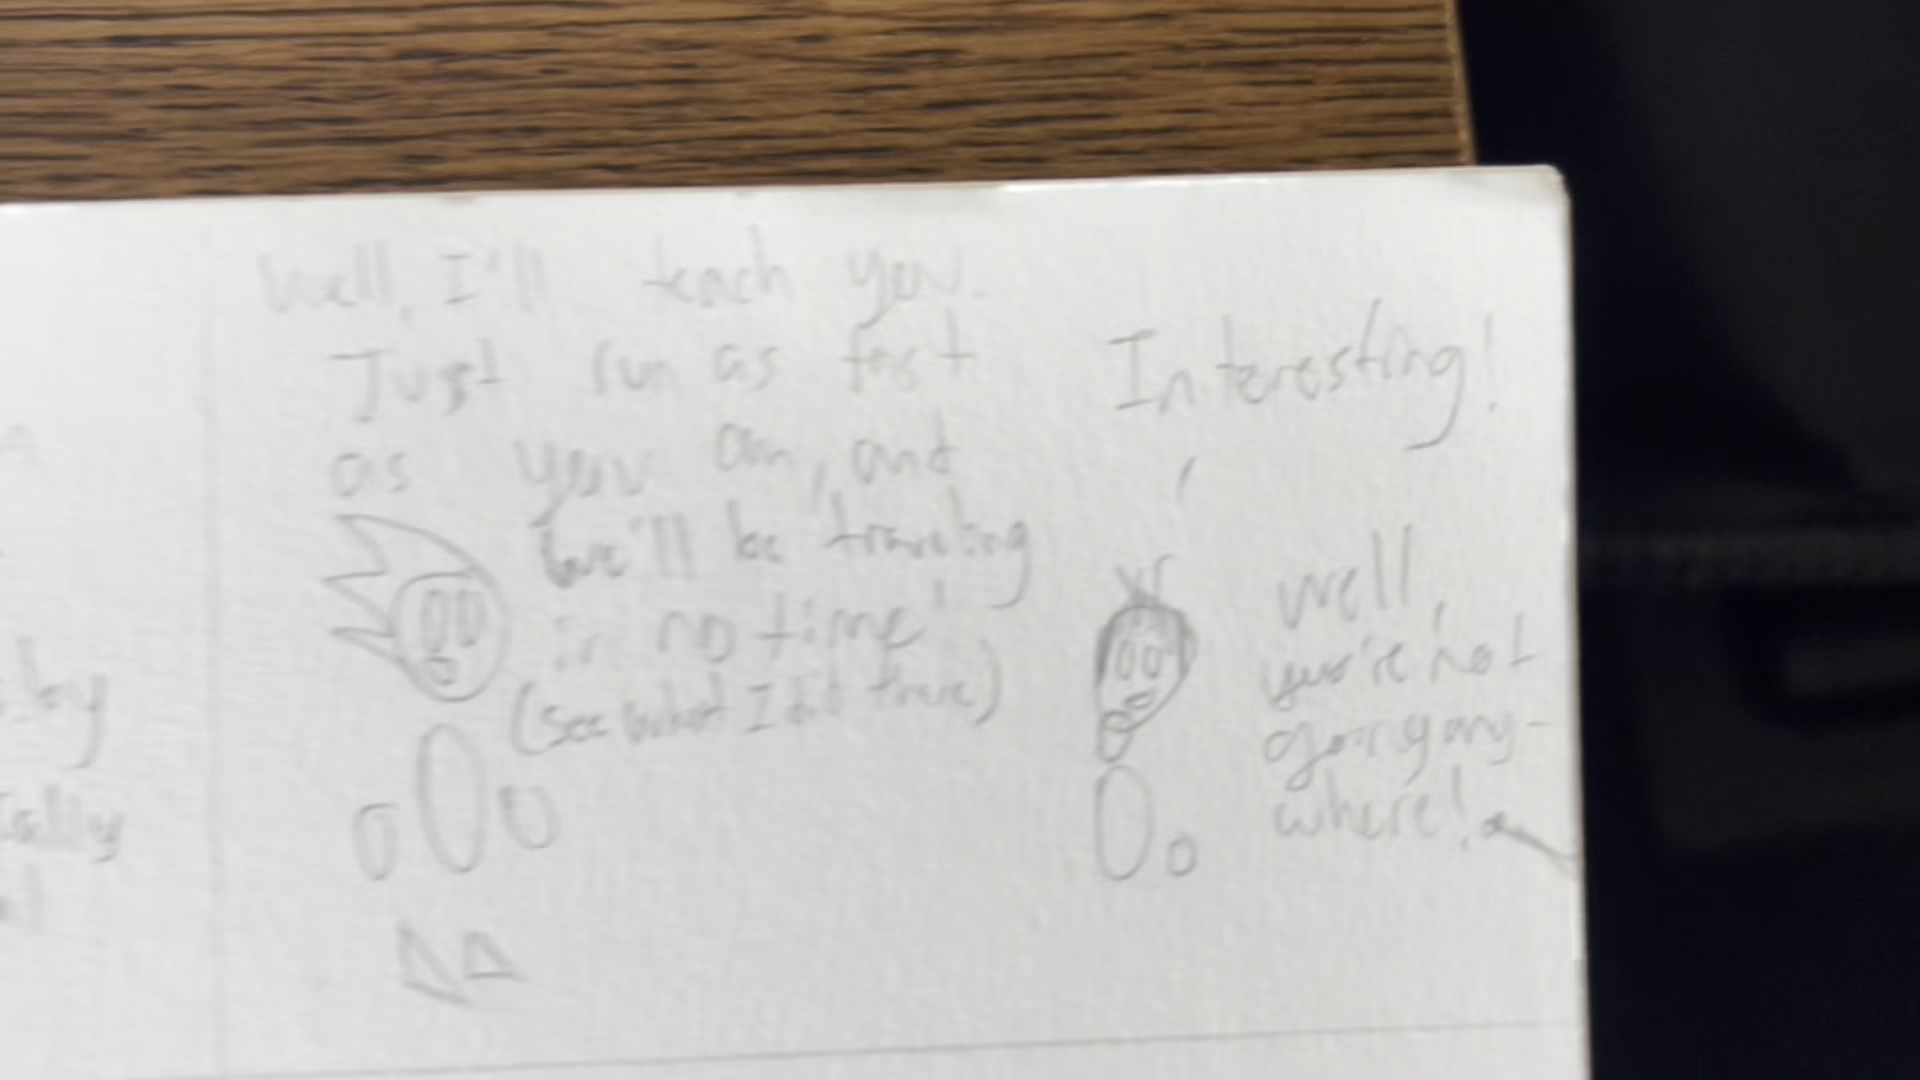 Well, I'll teach you.
Just run as fast
as you can, and
we'll be traveling
in no time!
(See what I did there)
Interesting!
Well,
you're not
going any-
where!
by